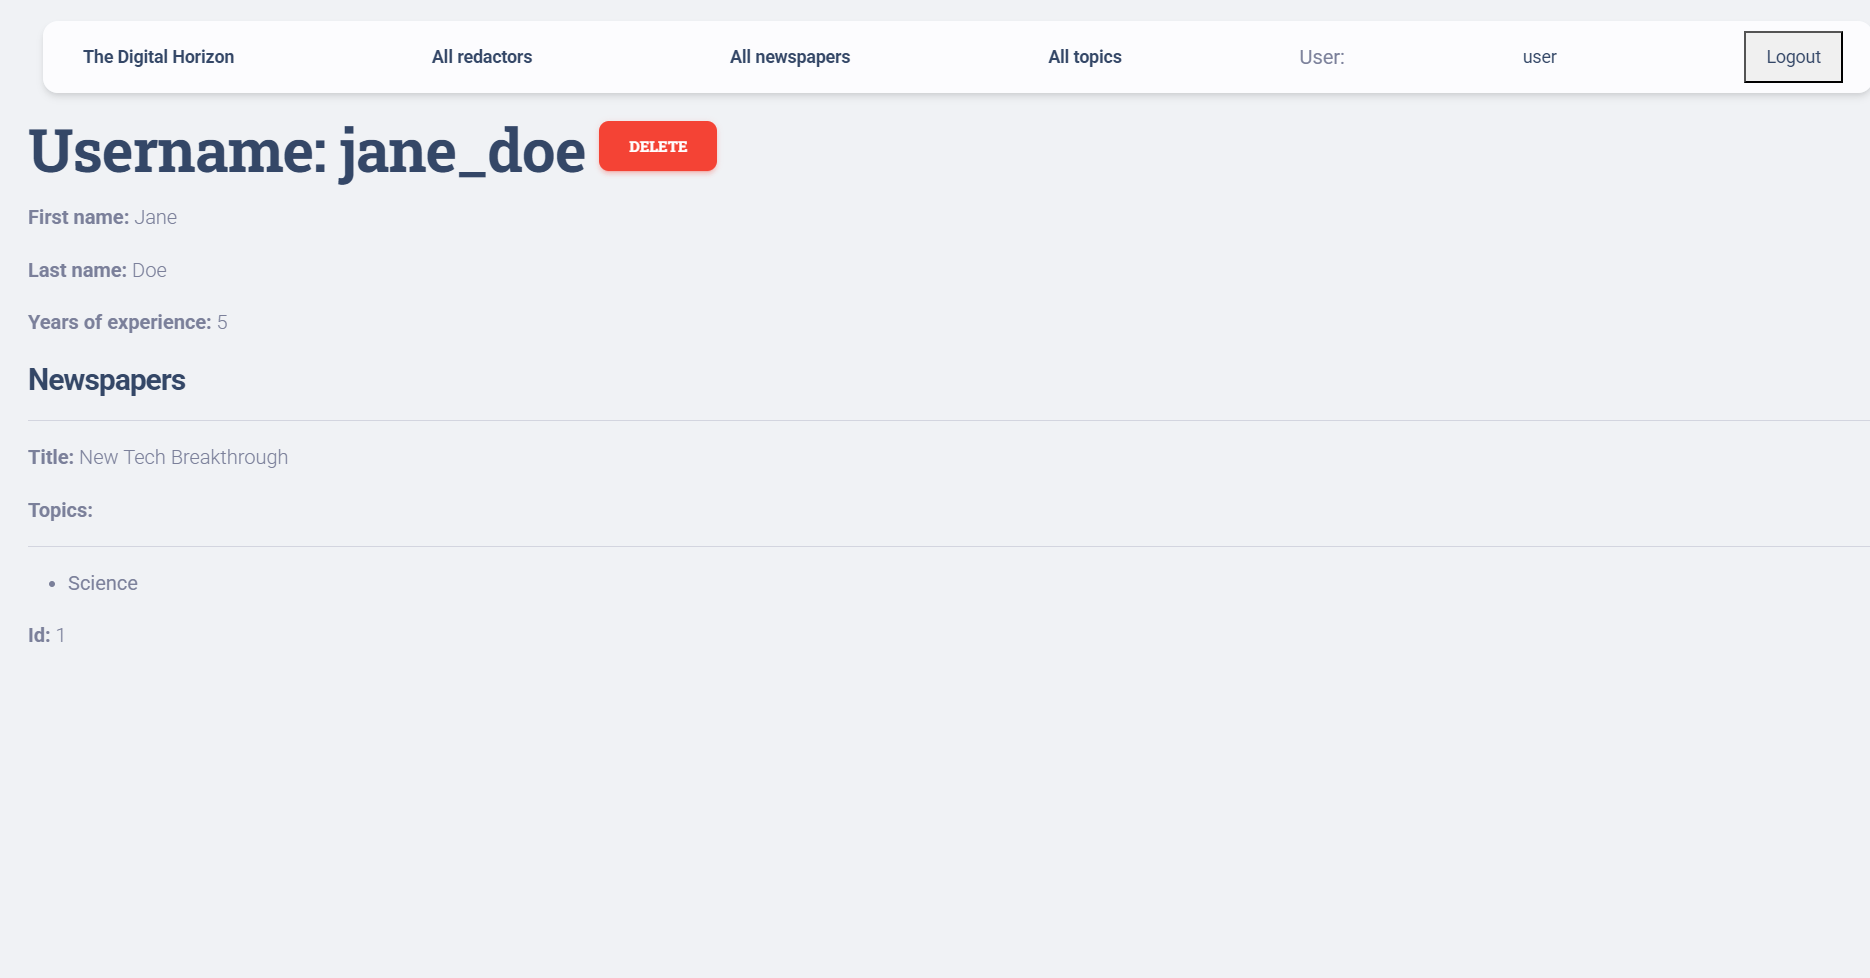 The Digital Horizon All redactors All newspapers All topics User: user Logout
Username: jane_doe DELETE
First name: Jane
Last name: Doe
Years of experience: 5
Newspapers
Title: New Tech Breakthrough
Topics:
• Science
Id: 1